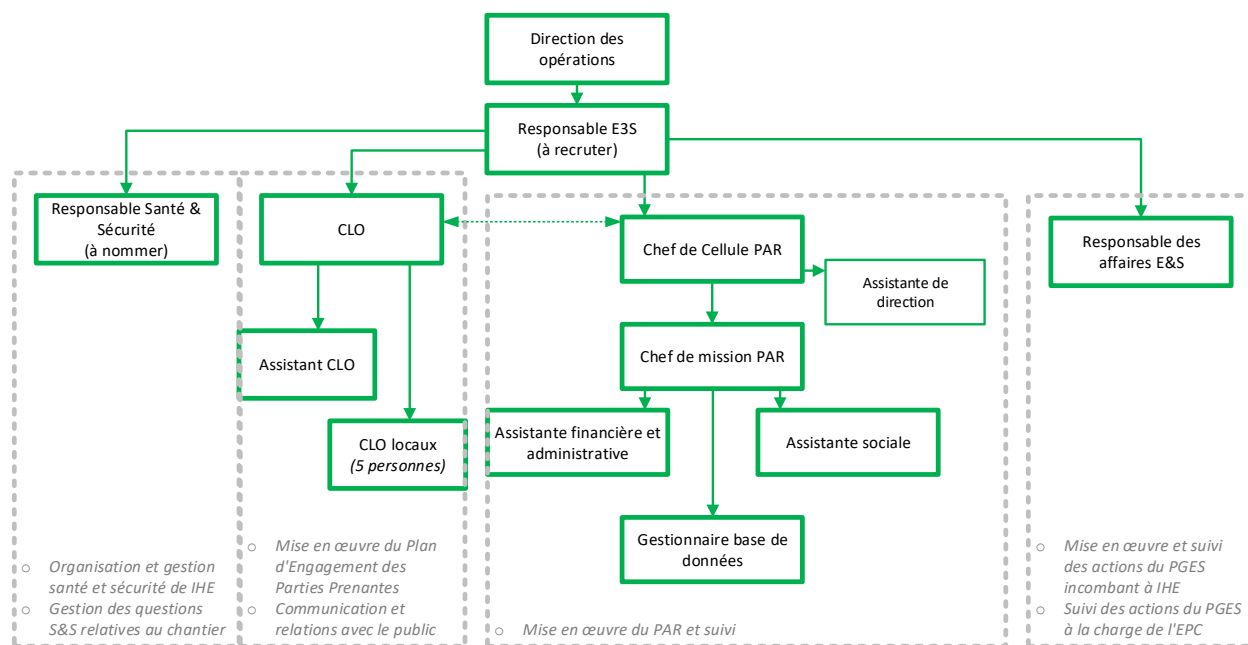 Direction des
opérations
Responsable E3S
(à recruter)
Responsable Santé &
Sécurité
(à nommer)
CLO
Chef de Cellule PAR
Responsable des
affaires E&S
Assistante de
direction
Assistant CLO
Chef de mission PAR
CLO locaux
(5 personnes)
Assistante financière et
administrative
Assistante sociale
Gestionnaire base de
données
○ Organisation et gestion
santé et sécurité de IHE
○ Gestion des questions
S&S relatives au chantier
○ Mise en œuvre du Plan
d'Engagement des
Parties Prenantes
○ Communication et
relations avec le public
○ Mise en œuvre du PAR et suivi
○ Mise en œuvre et suivi
des actions du PGES
incombant à IHE
○ Suivi des actions du PGES
à la charge de l'EPC